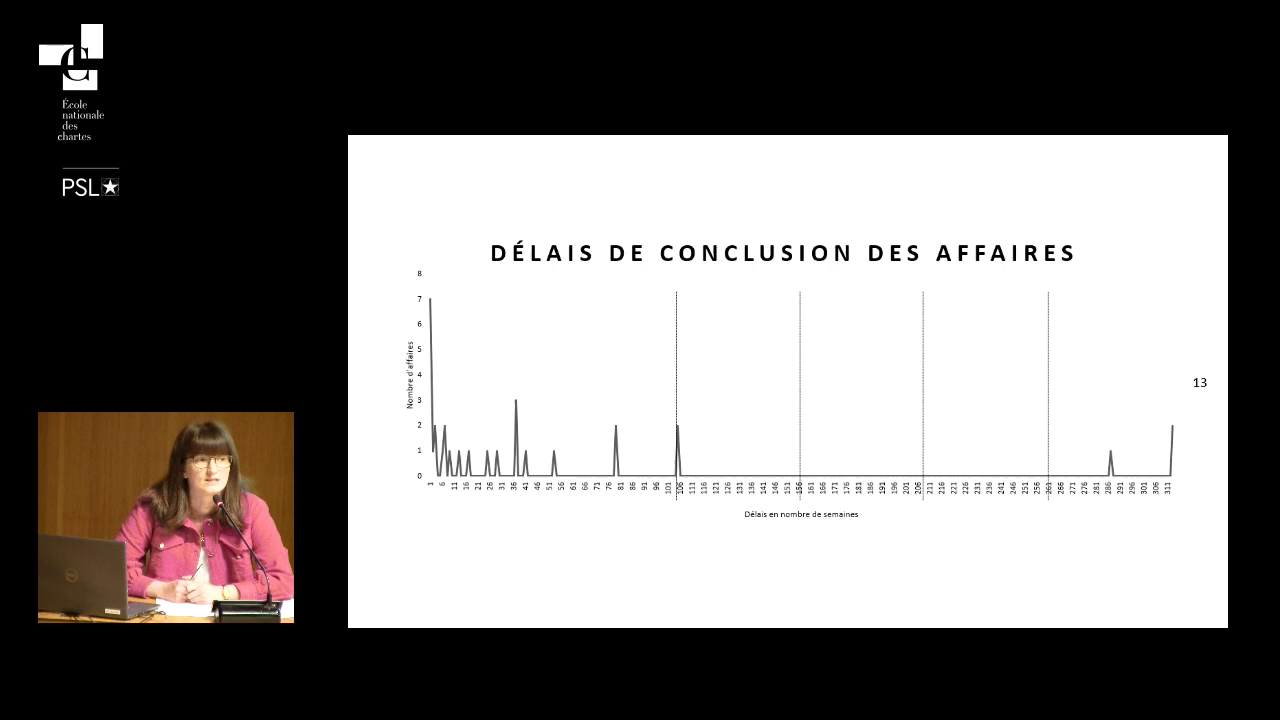 C
École
nationale
des
chartes
PSL
DÉLAIS DE CONCLUSION DES AFFAIRES
8
7
6
5
4
3
2
1
0
Nombre d'affaires
1 6 11 16 21 26 31 36 41 46 51 56 61 66 71 76 81 86 91 96 101 106 111 116 121 126 131 136 141 146 151 156 161 166 171 176 181 186 191 196 201 206 211 216 221 226 231 236 241 246 251 256 261 266 271 276 281 286 291 296 301 306 311
Délais en nombre de semaines
13